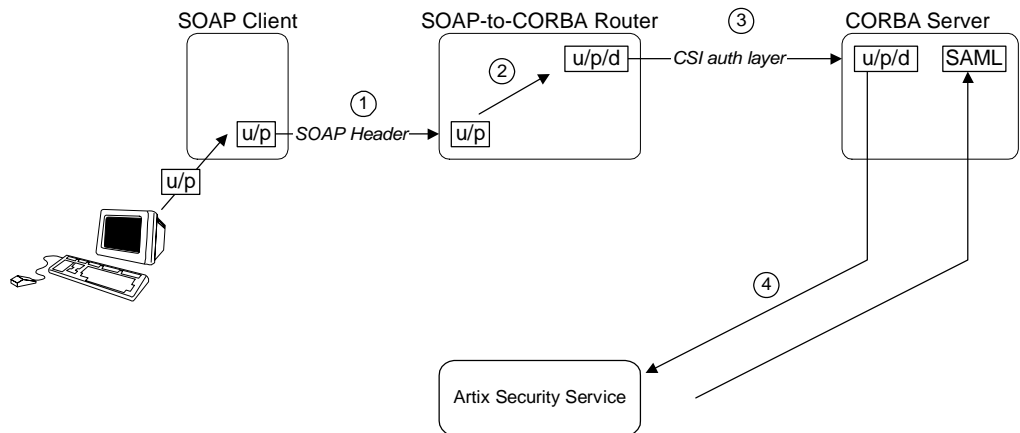 SOAP Client
SOAP-to-CORBA Router
3
CORBA Server
u/p/d
CSI auth layer
u/p/d
SAML
2
1
u/p
SOAP Header
u/p
u/p
4
Artix Security Service